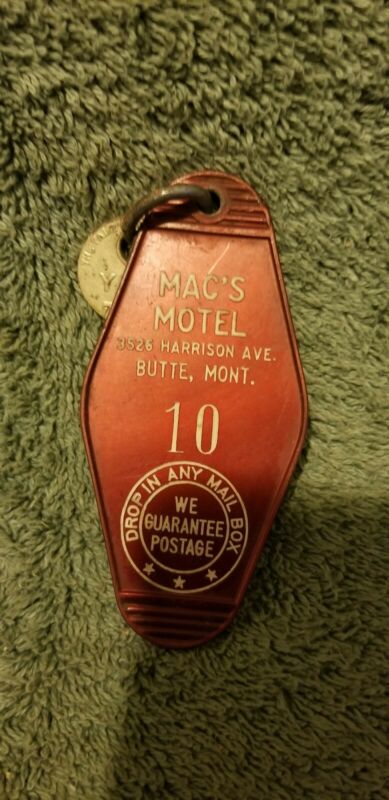 MAC'S
MOTEL
3526 HARRISON AVE.
BUTTE, MONT.
10
DROP IN ANY MAIL BOX
WE
GUARANTEE
POSTAGE